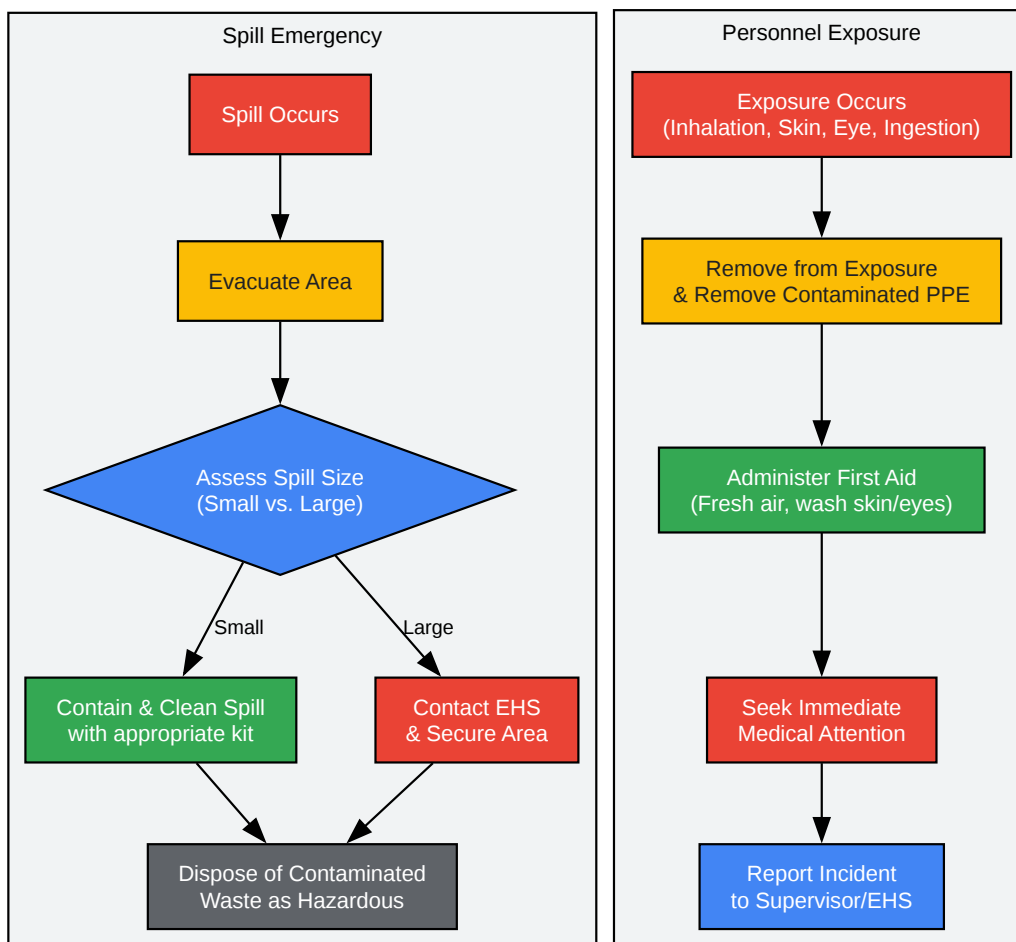 Spill Emergency
Spill Occurs
Evacuate Area
Assess Spill Size
(Small vs. Large)
Small
Large
Contain & Clean Spill
with appropriate kit
Contact EHS
& Secure Area
Dispose of Contaminated
Waste as Hazardous
Personnel Exposure
Exposure Occurs
(Inhalation, Skin, Eye, Ingestion)
Remove from Exposure
& Remove Contaminated PPE
Administer First Aid
(Fresh air, wash skin/eyes)
Seek Immediate
Medical Attention
Report Incident
to Supervisor/EHS